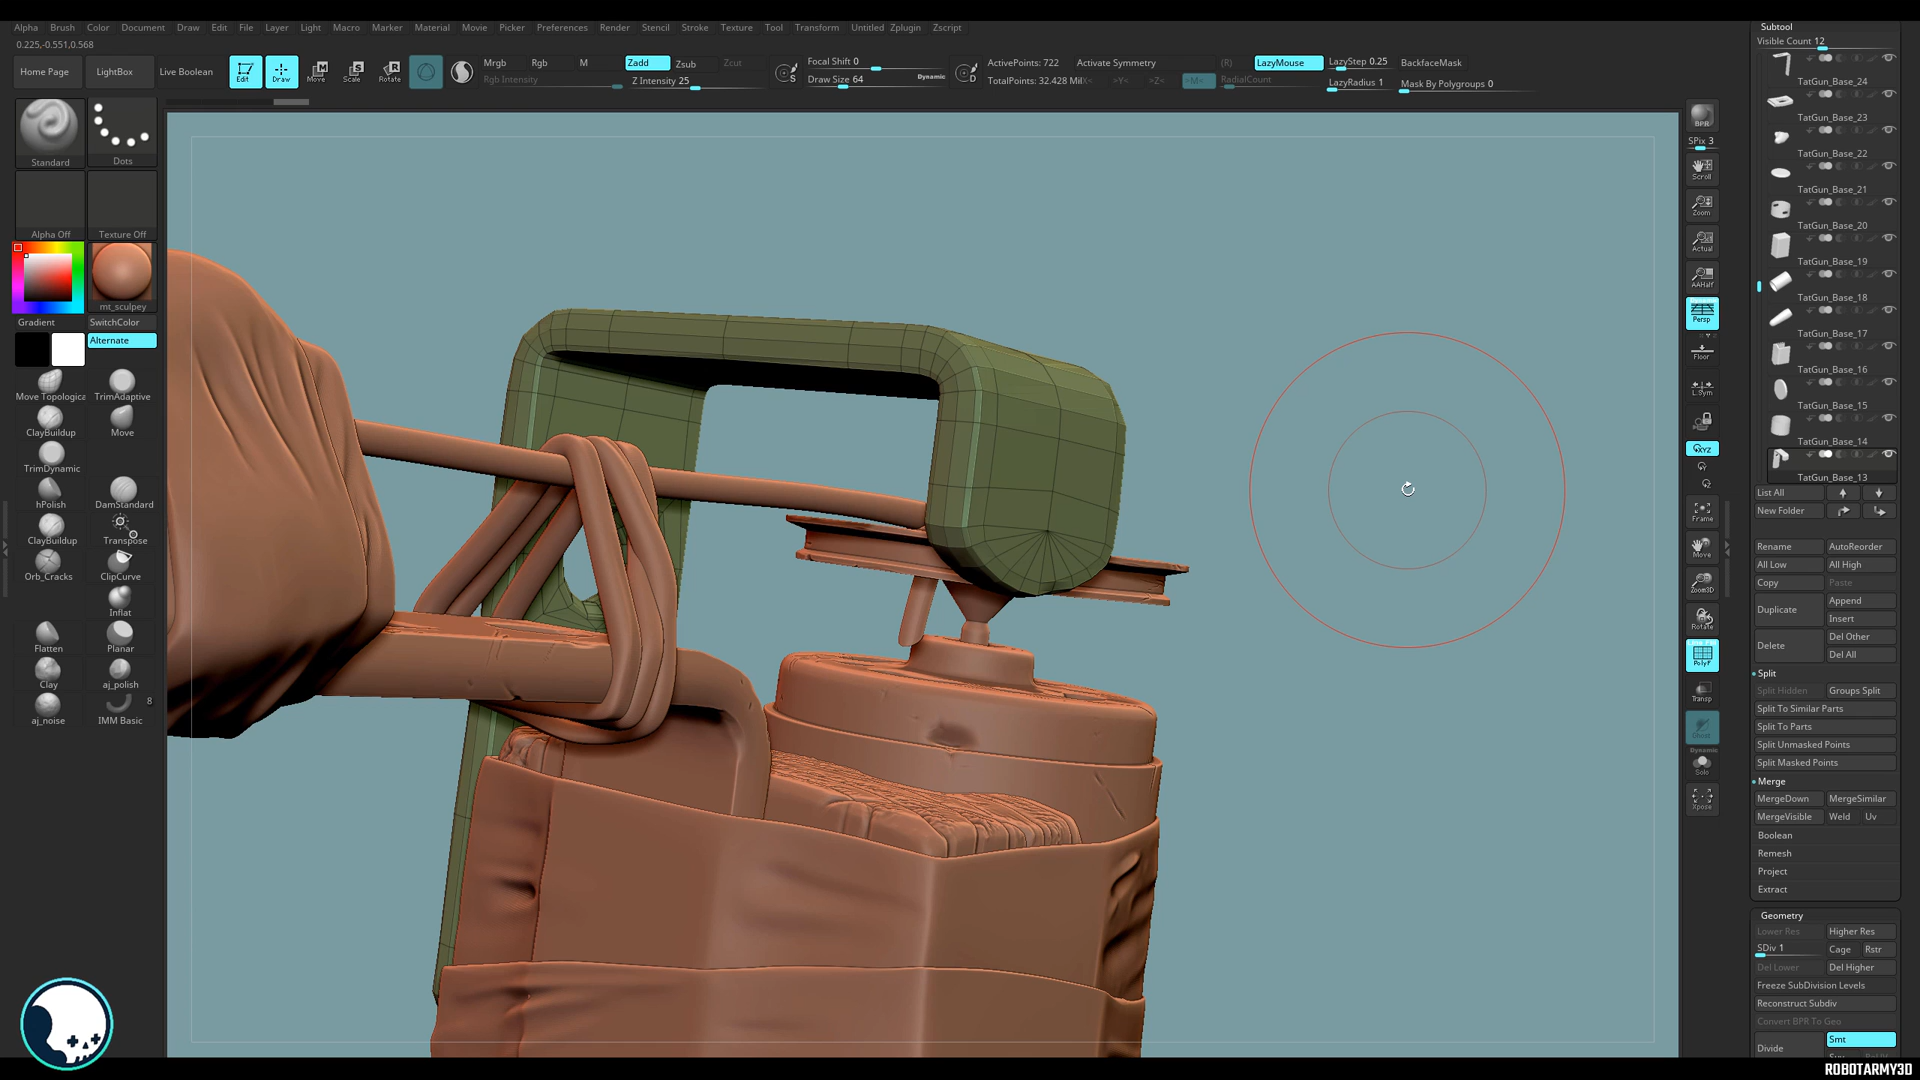 Alpha Brush Color Document Draw Edit File Layer Light Macro Marker Material Movie Picker Preferences Render Stencil Stroke Texture Tool Transform Untitled Zplugin Zscript
0.225,-0.551,0.568
Home Page LightBox Live Boolean
Edit Draw Move Scale Rotate
Mrgb Rgb M
Rgb Intensity
Zadd Zsub Zcut
Z Intensity 25
S
Focal Shift 0
Draw Size 64 Dynamic
D
ActivePoints: 722
TotalPoints: 32.428 Mil
Activate Symmetry
>Y< >Z< >M<
(R)
RadialCount
LazyMouse LazyStep 0.25 BackfaceMask
LazyRadius 1 Mask By Polygroups 0
Standard
Dots
Alpha Off
Texture Off
mt_sculpey
Gradient SwitchColor
Alternate
Move Topologica TrimAdaptive
ClayBuildup Move
TrimDynamic
hPolish DamStandard
ClayBuildup Transpose
Orb_Cracks ClipCurve
Inflat
Flatten Planar
Clay aj_polish
8
aj_noise IMM Basic
BPR
SPix 3
Scroll
Zoom
Actual
AAHalf
Persp
Floor
L.Sym
XYZ
Frame
Move
Zoom3D
Rotate
PolyF
Transp
Ghost
Dynamic
Solo
Xpose
Subtool
Visible Count 12
TatGun_Base_24
TatGun_Base_23
TatGun_Base_22
TatGun_Base_21
TatGun_Base_20
TatGun_Base_19
TatGun_Base_18
TatGun_Base_17
TatGun_Base_16
TatGun_Base_15
TatGun_Base_14
TatGun_Base_13
List All
New Folder
Rename AutoReorder
All Low All High
Copy Paste
Duplicate Append
Insert
Delete Del Other
Del All
Split
Split Hidden Groups Split
Split To Similar Parts
Split To Parts
Split Unmasked Points
Split Masked Points
Merge
MergeDown MergeSimilar
MergeVisible Weld Uv
Boolean
Remesh
Project
Extract
Geometry
Lower Res Higher Res
SDiv 1 Cage Rstr
Del Lower Del Higher
Freeze SubDivision Levels
Reconstruct Subdiv
Convert BPR To Geo
Divide Smt
ROBOTARMY3D